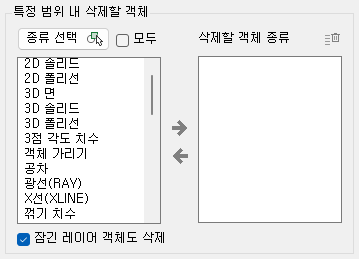 특정 범위 내 삭제할 객체
종류 선택
모두
삭제할 객체 종류
2D 솔리드
2D 폴리선
3D 면
3D 솔리드
3D 폴리선
3점 각도 치수
객체 가리기
공차
광선(RAY)
X선(XLINE)
꺾기 치수
잠긴 레이어 객체도 삭제